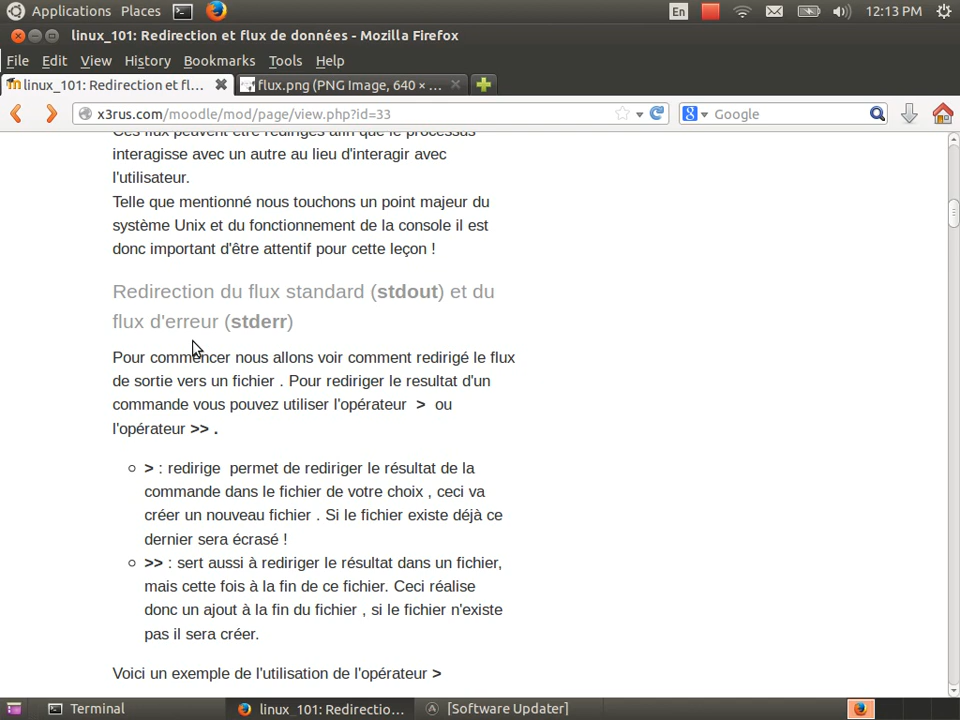 Applications Places 12:13 PM
En
linux_101: Redirection et flux de données - Mozilla Firefox
File Edit View History Bookmarks Tools Help
linux_101: Redirection et fl... flux.png (PNG Image, 640 × ...
x3rus.com/moodle/mod/page/view.php?id=33 Google
Ces flux peuvent être redirigés afin que le processus
interagisse avec un autre au lieu d'interagir avec
l'utilisateur.
Telle que mentionné nous touchons un point majeur du
système Unix et du fonctionnement de la console il est
donc important d'être attentif pour cette leçon !
Redirection du flux standard (stdout) et du
flux d'erreur (stderr)
Pour commencer nous allons voir comment redirigé le flux
de sortie vers un fichier . Pour rediriger le resultat d'un
commande vous pouvez utiliser l'opérateur > ou
l'opérateur >> .
> : redirige permet de rediriger le résultat de la
commande dans le fichier de votre choix , ceci va
créer un nouveau fichier . Si le fichier existe déjà ce
dernier sera écrasé !
>> : sert aussi à rediriger le résultat dans un fichier,
mais cette fois à la fin de ce fichier. Ceci réalise
donc un ajout à la fin du fichier , si le fichier n'existe
pas il sera créer.
Voici un exemple de l'utilisation de l'opérateur >
Terminal linux_101: Redirectio... [Software Updater]